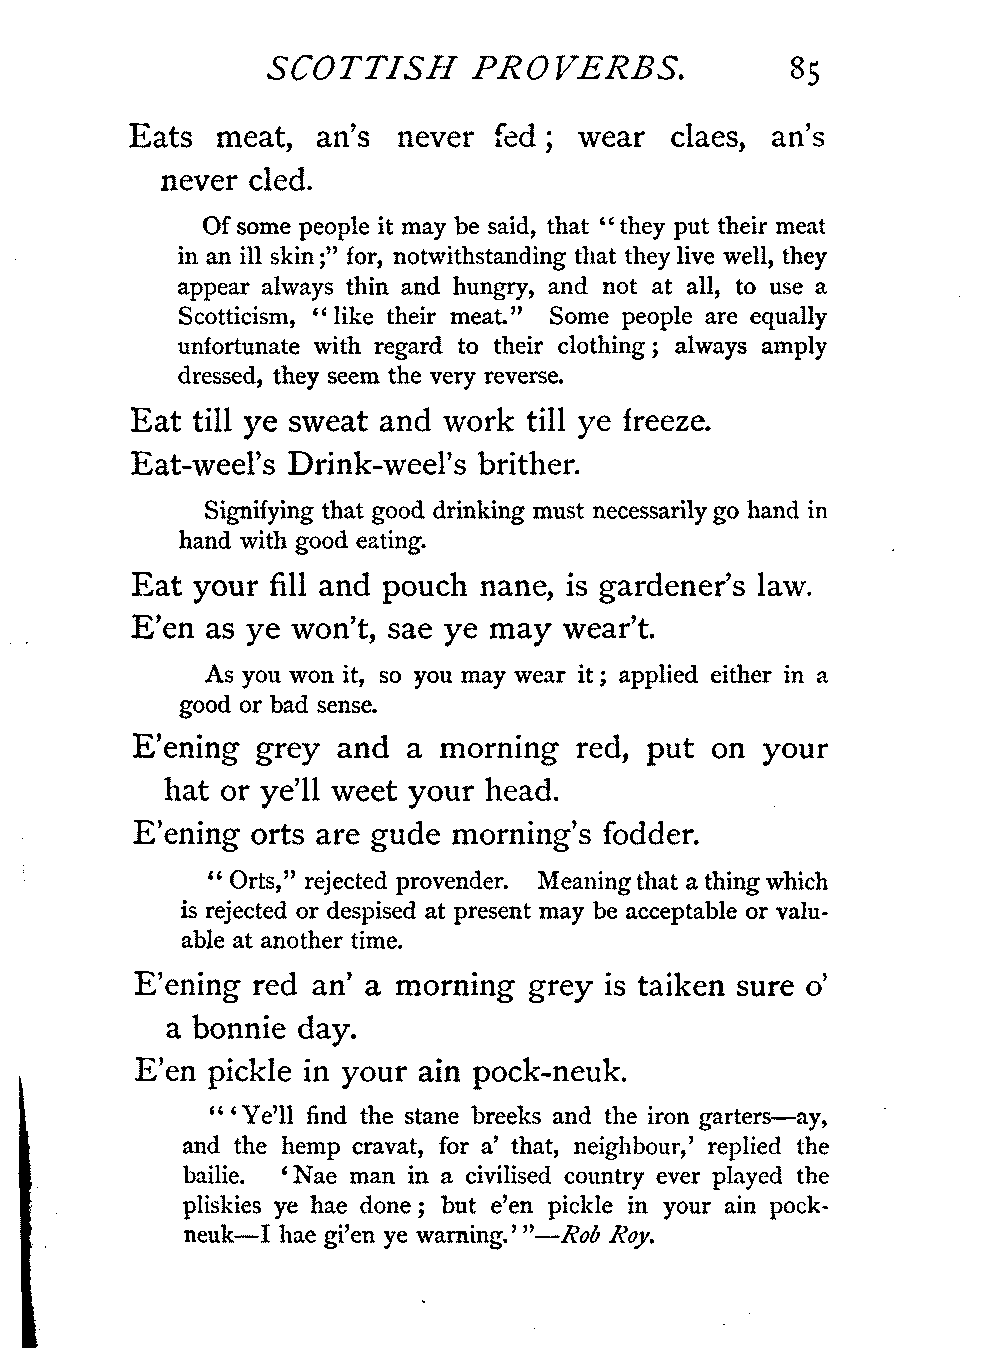 SCOTTISH PROVERBS. 85
Eats meat, an's never fed; wear claes, an's
never cled.
Of some people it may be said, that "they put their meat
in an ill skin;" for, notwithstanding that they live well, they
appear always thin and hungry, and not at all, to use a
Scotticism, "like their meat." Some people are equally
unfortunate with regard to their clothing; always amply
dressed, they seem the very reverse.
Eat till ye sweat and work till ye freeze.
Eat-weel's Drink-weel's brither.
Signifying that good drinking must necessarily go hand in
hand with good eating.
Eat your fill and pouch nane, is gardener's law.
E'en as ye won't, sae ye may wear't.
As you won it, so you may wear it; applied either in a
good or bad sense.
E'ening grey and a morning red, put on your
hat or ye'll weet your head.
E'ening orts are gude morning's fodder.
"Orts," rejected provender. Meaning that a thing which
is rejected or despised at present may be acceptable or valu-
able at another time.
E'ening red an' a morning grey is taiken sure o'
a bonnie day.
E'en pickle in your ain pock-neuk.
"'Ye'll find the stane breeks and the iron garters—ay,
and the hemp cravat, for a' that, neighbour,' replied the
bailie. 'Nae man in a civilised country ever played the
pliskies ye hae done; but e'en pickle in your ain pock-
neuk—I hae gi'en ye warning.'"—Rob Roy.